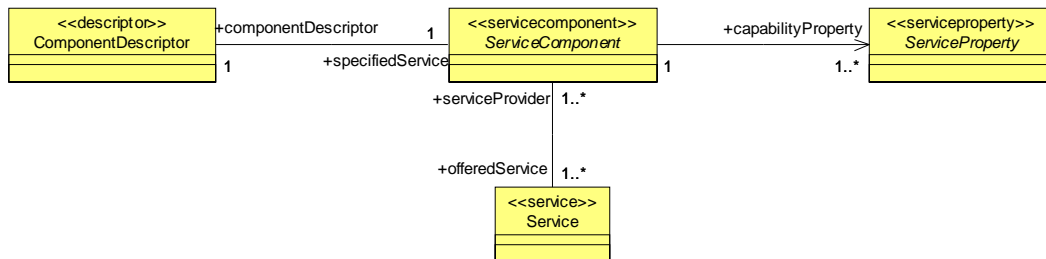 <<descriptor>>
ComponentDescriptor
+componentDescriptor
1
1
+specifiedService
<<servicecomponent>>
ServiceComponent
+capabilityProperty
1
1..*
<<serviceproperty>>
ServiceProperty
+serviceProvider
1..*
+offeredService
1..*
<<service>>
Service